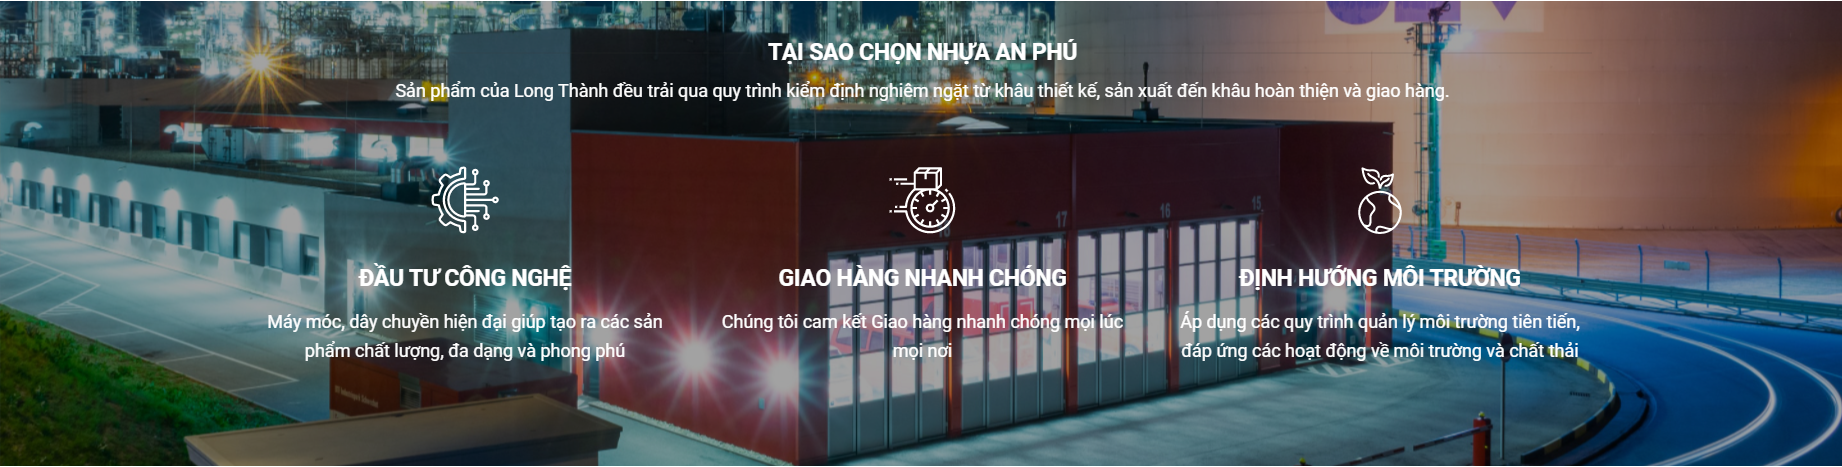 TẠI SAO CHỌN NHỰA AN PHÚ
Sản phẩm của Long Thành đều trải qua quy trình kiểm định nghiêm ngặt từ khâu thiết kế, sản xuất đến khâu hoàn thiện và giao hàng.
17
16
15
ĐẦU TƯ CÔNG NGHỆ
GIAO HÀNG NHANH CHÓNG
ĐỊNH HƯỚNG MÔI TRƯỜNG
Máy móc, dây chuyền hiện đại giúp tạo ra các sản
phẩm chất lượng, đa dạng và phong phú
Chúng tôi cam kết Giao hàng nhanh chóng mọi lúc
mọi nơi
Áp dụng các quy trình quản lý môi trường tiên tiến,
đáp ứng các hoạt động về môi trường và chất thải